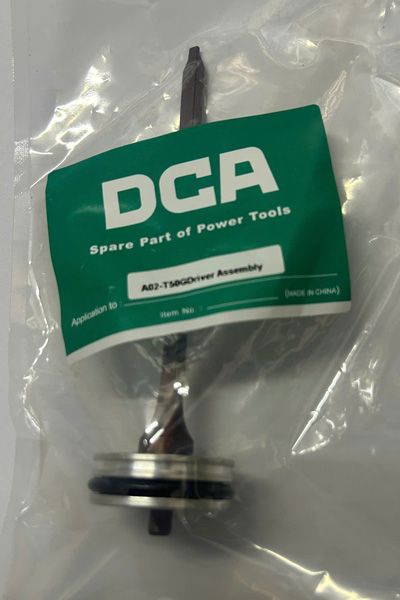 DCA
Spare Part of Power Tools
A02-T50GDriver Assembly
Application to :
Item No. :
(MADE IN CHINA)